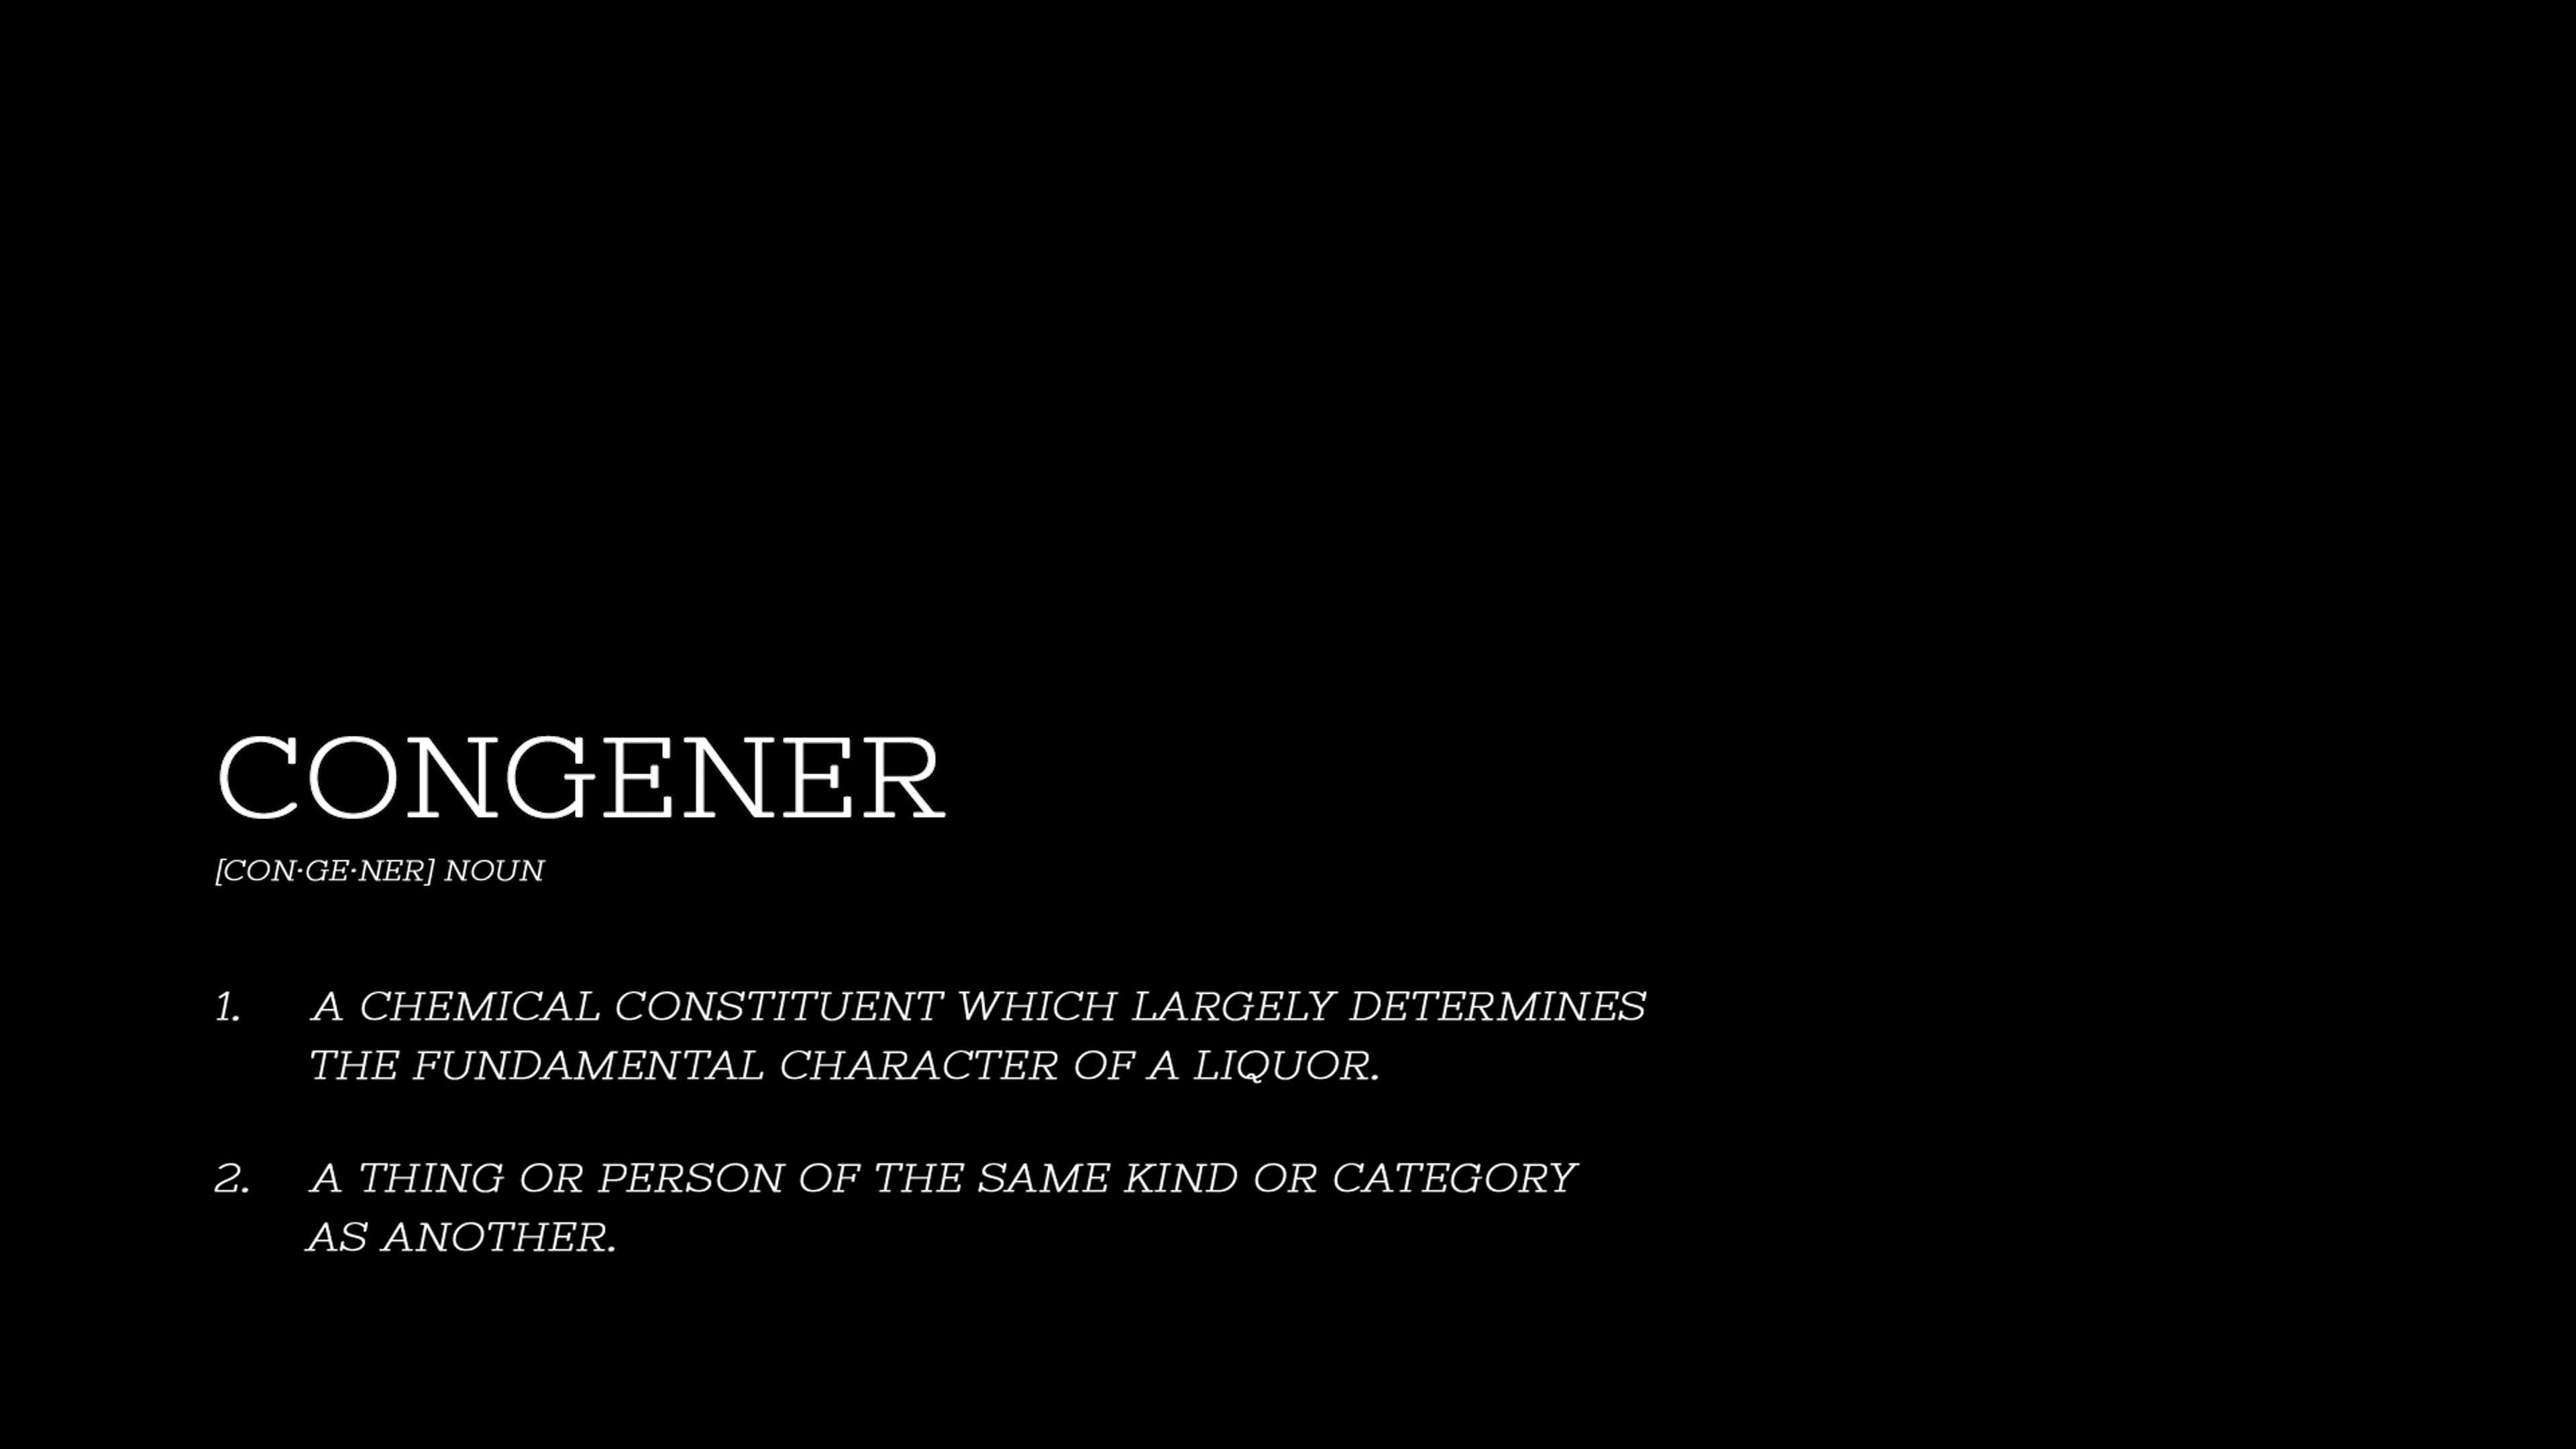 CONGENER
[CON·GE·NER] NOUN
1. A CHEMICAL CONSTITUENT WHICH LARGELY DETERMINES
THE FUNDAMENTAL CHARACTER OF A LIQUOR.
2. A THING OR PERSON OF THE SAME KIND OR CATEGORY
AS ANOTHER.